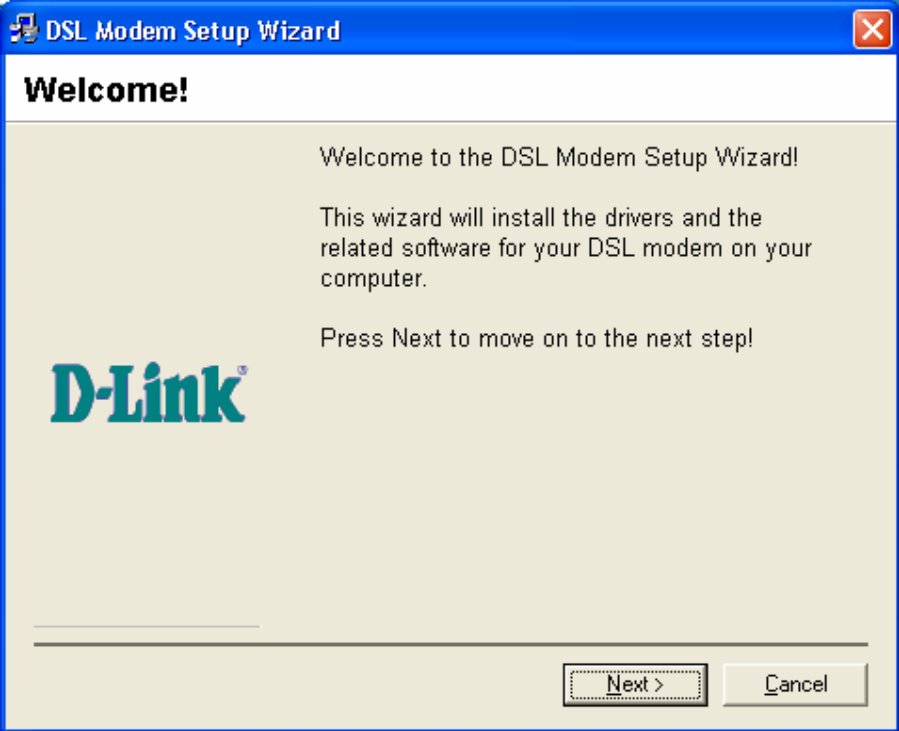 DSL Modem Setup Wizard
Welcome!
Welcome to the DSL Modem Setup Wizard!
This wizard will install the drivers and the
related software for your DSL modem on your
computer.
Press Next to move on to the next step!
D-Link®
Next >
Cancel